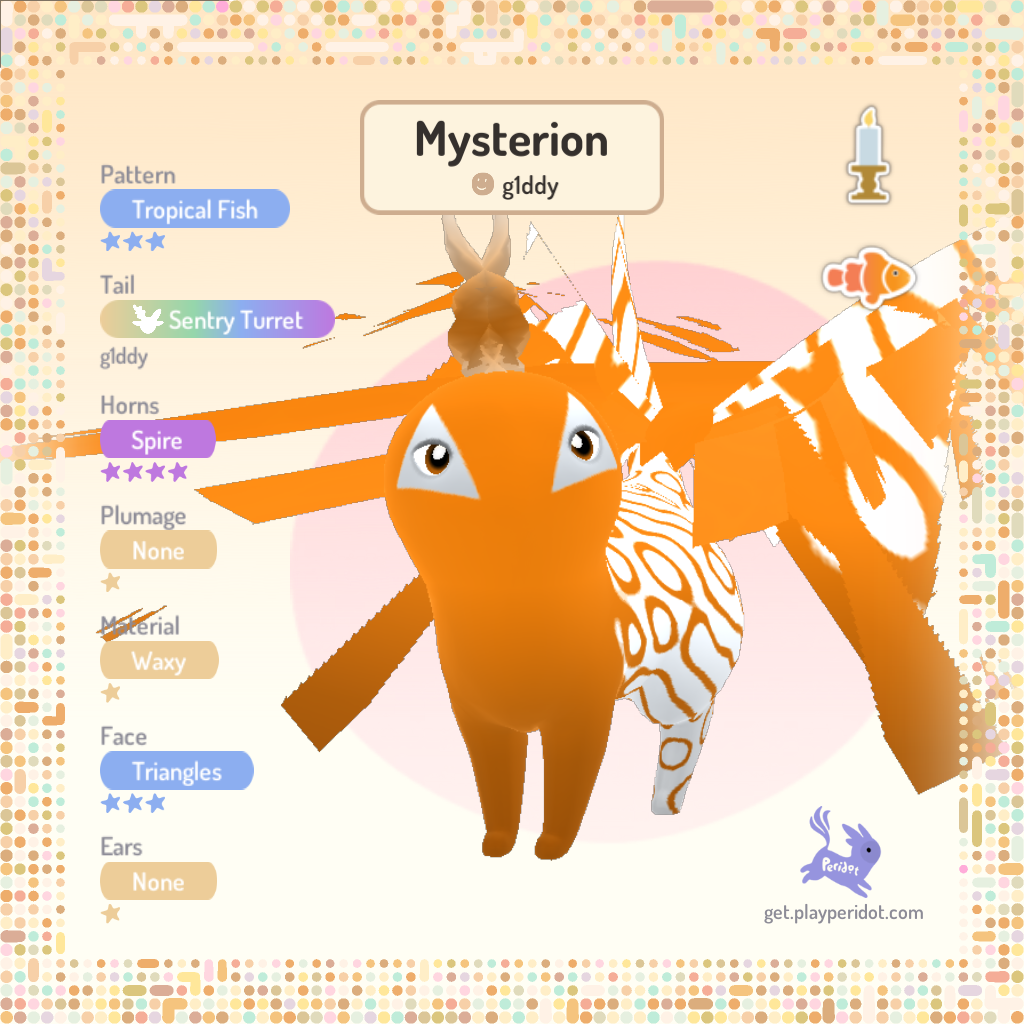 Mysterion
g1ddy
Pattern
Tropical Fish
Tail
Sentry Turret
g1ddy
Horns
Spire
Plumage
None
Material
Waxy
Face
Triangles
Ears
None
Peridot
get.playperidot.com